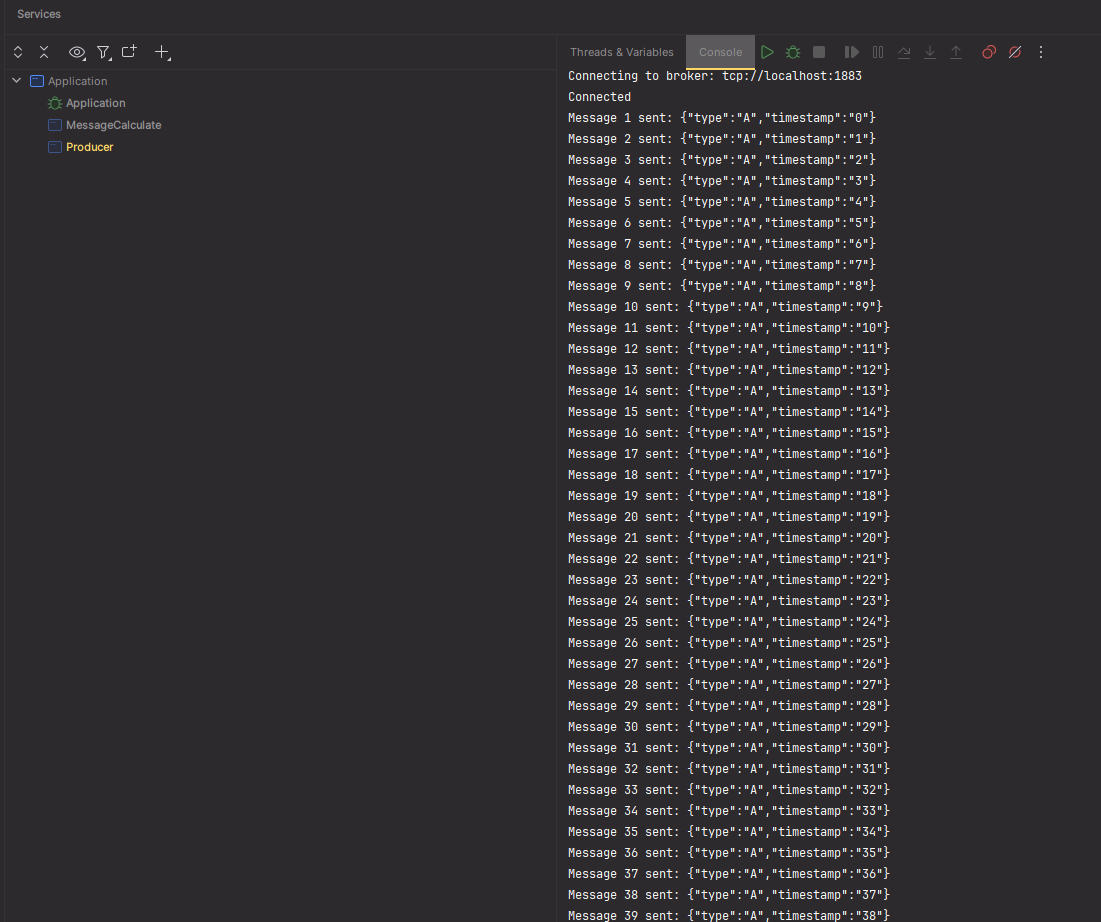 Services
Application
Application
MessageCalculate
Producer
Threads & Variables Console
Connecting to broker: tcp://localhost:1883
Connected
Message 1 sent: {"type":"A","timestamp":"0"}
Message 2 sent: {"type":"A","timestamp":"1"}
Message 3 sent: {"type":"A","timestamp":"2"}
Message 4 sent: {"type":"A","timestamp":"3"}
Message 5 sent: {"type":"A","timestamp":"4"}
Message 6 sent: {"type":"A","timestamp":"5"}
Message 7 sent: {"type":"A","timestamp":"6"}
Message 8 sent: {"type":"A","timestamp":"7"}
Message 9 sent: {"type":"A","timestamp":"8"}
Message 10 sent: {"type":"A","timestamp":"9"}
Message 11 sent: {"type":"A","timestamp":"10"}
Message 12 sent: {"type":"A","timestamp":"11"}
Message 13 sent: {"type":"A","timestamp":"12"}
Message 14 sent: {"type":"A","timestamp":"13"}
Message 15 sent: {"type":"A","timestamp":"14"}
Message 16 sent: {"type":"A","timestamp":"15"}
Message 17 sent: {"type":"A","timestamp":"16"}
Message 18 sent: {"type":"A","timestamp":"17"}
Message 19 sent: {"type":"A","timestamp":"18"}
Message 20 sent: {"type":"A","timestamp":"19"}
Message 21 sent: {"type":"A","timestamp":"20"}
Message 22 sent: {"type":"A","timestamp":"21"}
Message 23 sent: {"type":"A","timestamp":"22"}
Message 24 sent: {"type":"A","timestamp":"23"}
Message 25 sent: {"type":"A","timestamp":"24"}
Message 26 sent: {"type":"A","timestamp":"25"}
Message 27 sent: {"type":"A","timestamp":"26"}
Message 28 sent: {"type":"A","timestamp":"27"}
Message 29 sent: {"type":"A","timestamp":"28"}
Message 30 sent: {"type":"A","timestamp":"29"}
Message 31 sent: {"type":"A","timestamp":"30"}
Message 32 sent: {"type":"A","timestamp":"31"}
Message 33 sent: {"type":"A","timestamp":"32"}
Message 34 sent: {"type":"A","timestamp":"33"}
Message 35 sent: {"type":"A","timestamp":"34"}
Message 36 sent: {"type":"A","timestamp":"35"}
Message 37 sent: {"type":"A","timestamp":"36"}
Message 38 sent: {"type":"A","timestamp":"37"}
Message 39 sent: {"type":"A","timestamp":"38"}